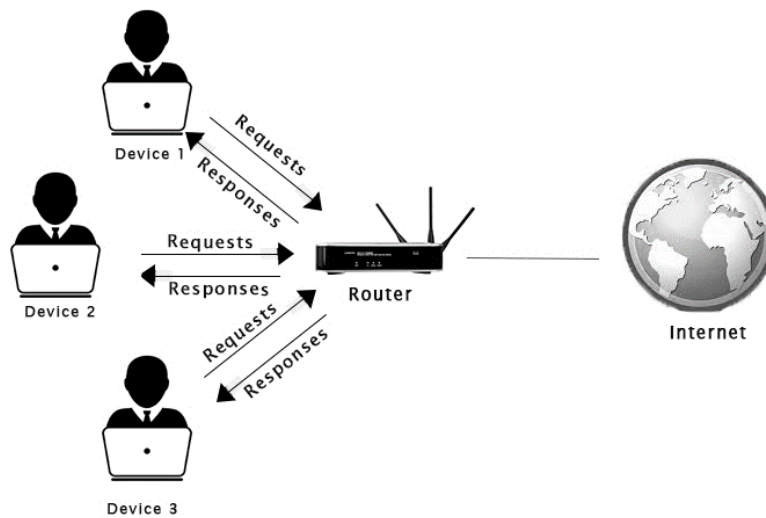 Device 1
Requests
Responses
Device 2
Requests
Responses
Router
Internet
Requests
Responses
Device 3